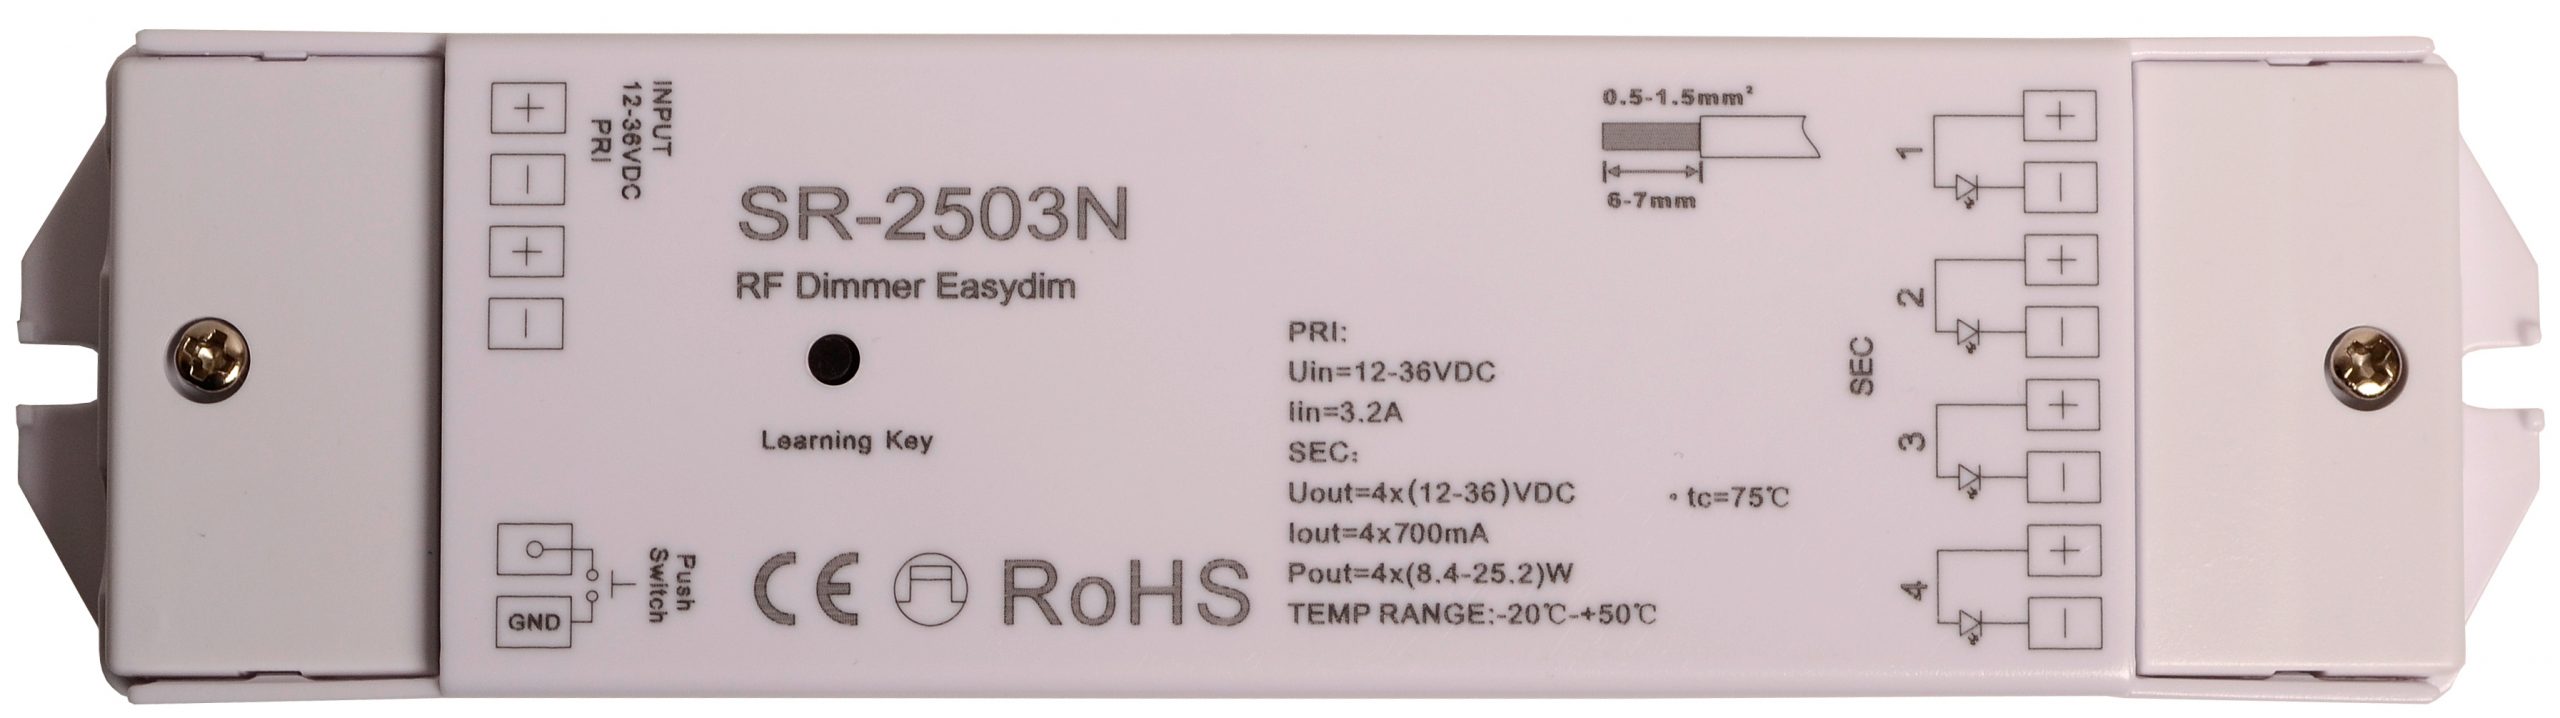 +
-
+
-
INPUT
12-36VDC
PRI
SR-2503N
RF Dimmer Easydim
Learning Key
Push
Switch
GND
CE
RoHS
0.5-1.5mm²
6-7mm
PRI:
Uin=12-36VDC
Iin=3.2A
SEC:
Uout=4x(12-36)VDC
Iout=4x700mA
Pout=4x(8.4-25.2)W
TEMP RANGE:-20℃-+50℃
tc=75℃
SEC
1
+
-
2
+
-
3
+
-
4
+
-